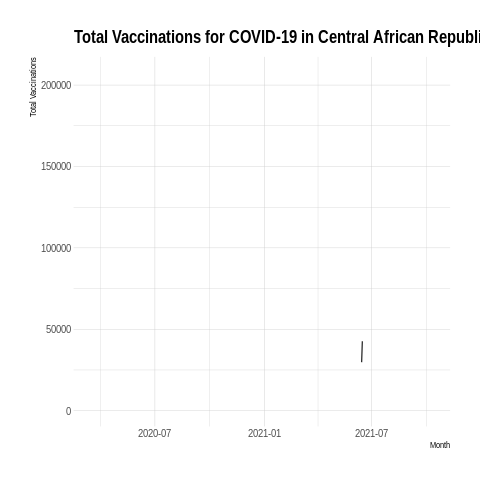 Total Vaccinations for COVID-19 in Central African Republi
Total Vaccinations
200000
150000
100000
50000
0
2020-07
2021-01
2021-07
Month